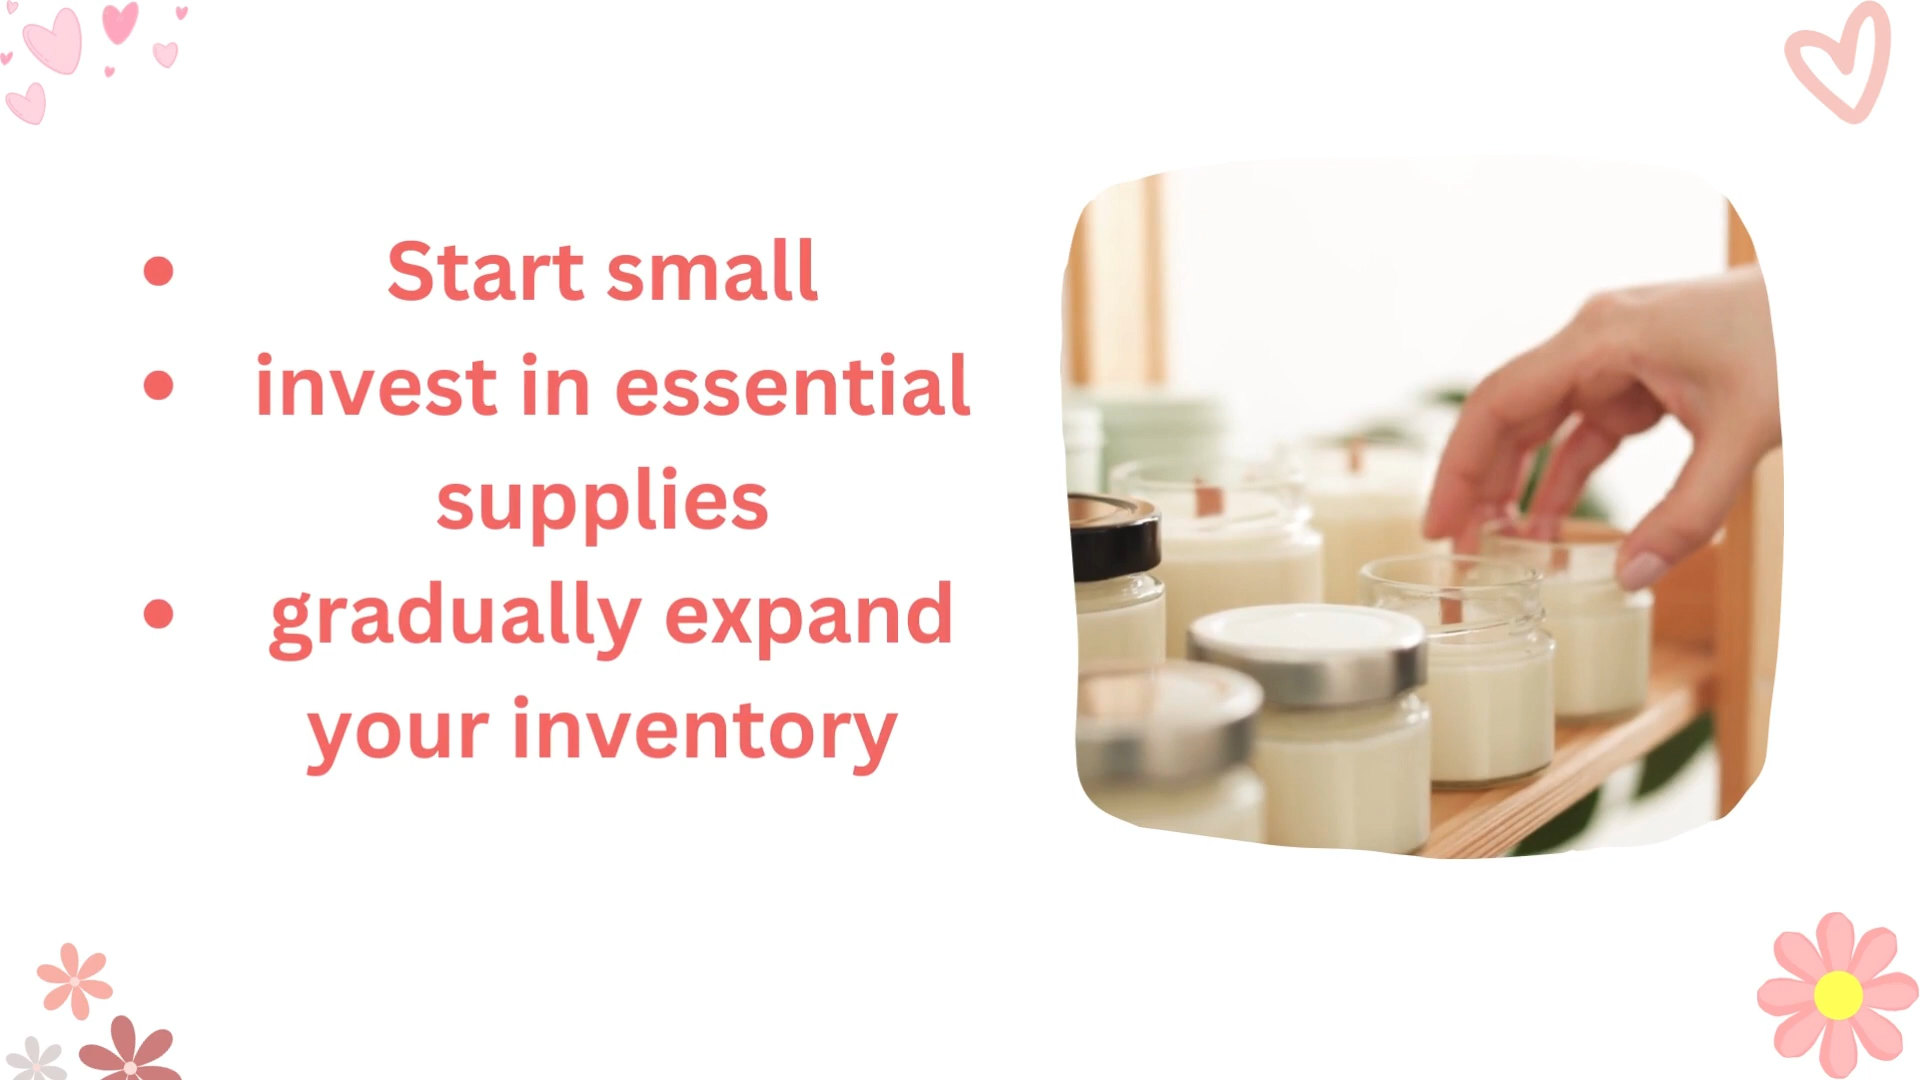 • Start small
• invest in essential
supplies
• gradually expand
your inventory